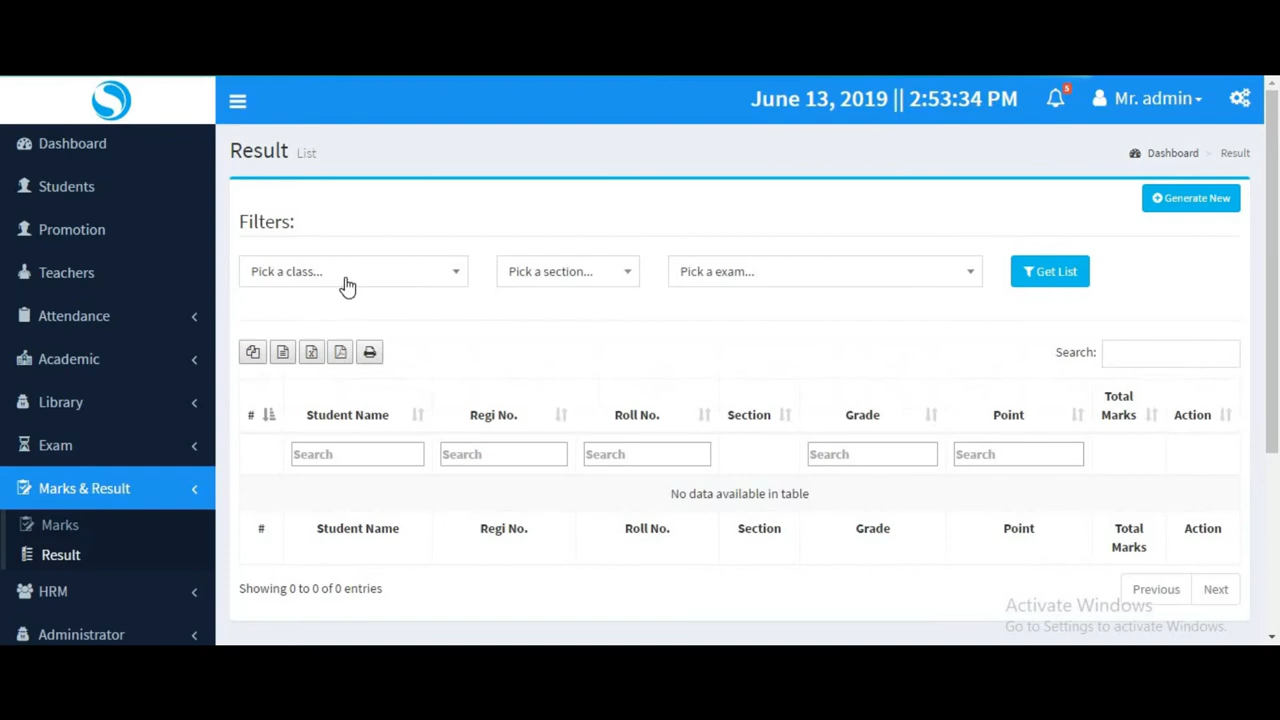 June 13, 2019 || 2:53:34 PM
5
Mr. admin
Dashboard
Students
Promotion
Teachers
Attendance
Academic
Library
Exam
Marks & Result
Marks
Result
HRM
Administrator
Result List
Dashboard > Result
Generate New
Filters:
Pick a class...
Pick a section...
Pick a exam...
Get List
Search:
# Student Name Regi No. Roll No. Section Grade Point Total Marks Action
Search Search Search Search Search
No data available in table
# Student Name Regi No. Roll No. Section Grade Point Total Marks Action
Showing 0 to 0 of 0 entries
Previous Next
Activate Windows
Go to Settings to activate Windows.